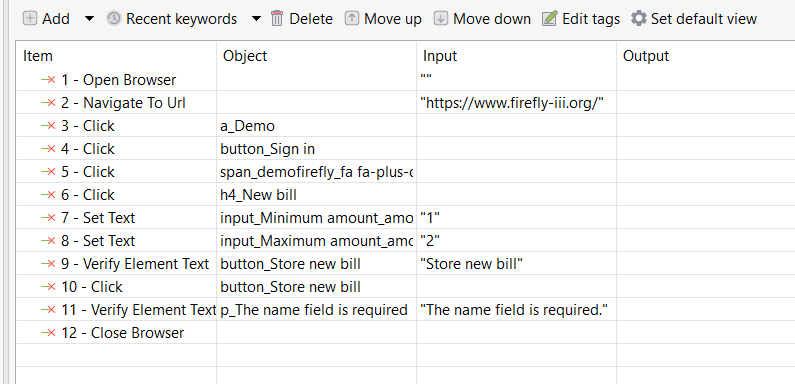 Add Recent keywords Delete Move up Move down Edit tags Set default view
Item Object Input Output
1 - Open Browser ""
2 - Navigate To Url "https://www.firefly-iii.org/"
3 - Click a_Demo
4 - Click button_Sign in
5 - Click span_demofirefly_fa fa-plus-c
6 - Click h4_New bill
7 - Set Text input_Minimum amount_amo "1"
8 - Set Text input_Maximum amount_amo "2"
9 - Verify Element Text button_Store new bill "Store new bill"
10 - Click button_Store new bill
11 - Verify Element Text p_The name field is required "The name field is required."
12 - Close Browser